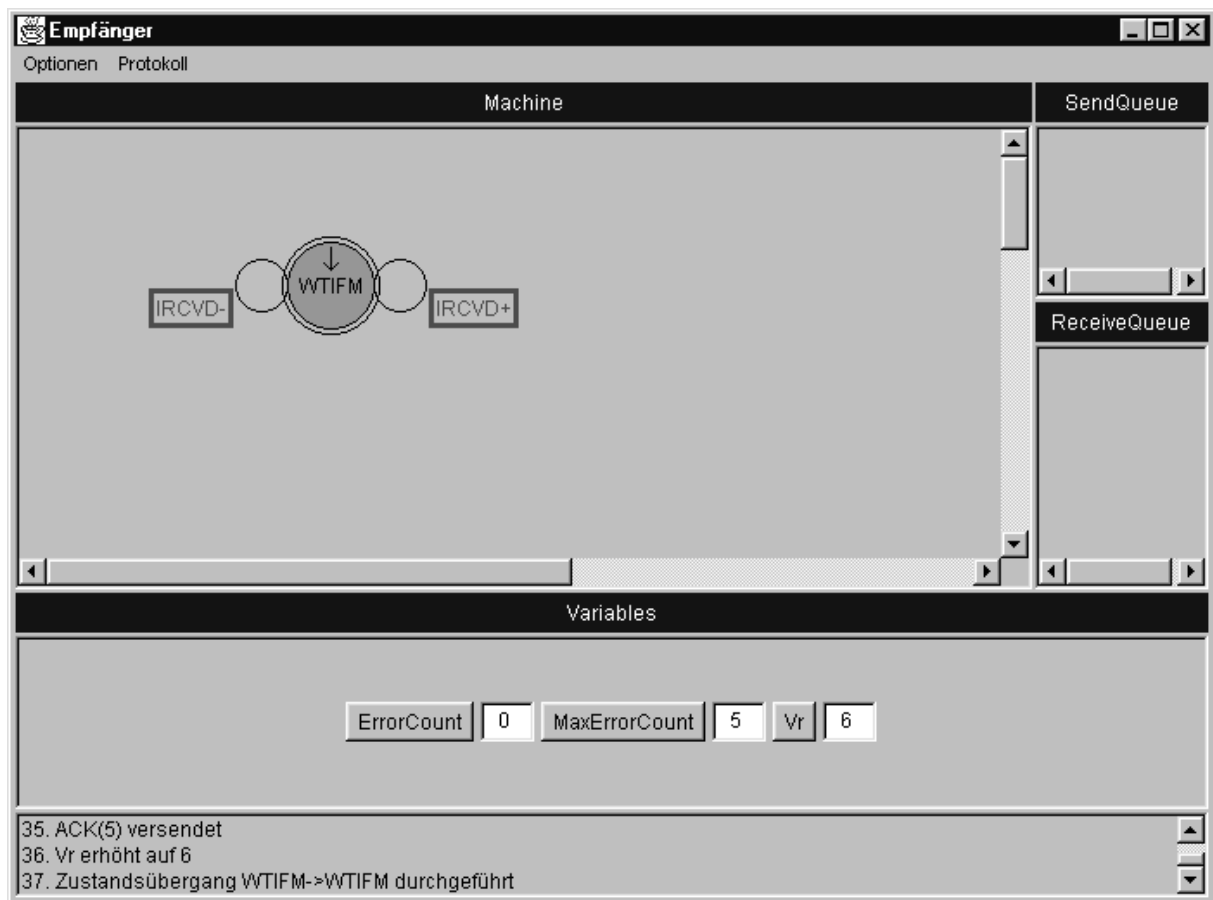 Empfänger
Optionen Protokoll
Machine
SendQueue
WTIFM
IRCVD-
IRCVD+
ReceiveQueue
Variables
ErrorCount 0 MaxErrorCount 5 Vr 6
35. ACK(5) versendet
36. Vr erhöht auf 6
37. Zustandsübergang WTIFM->WTIFM durchgeführt